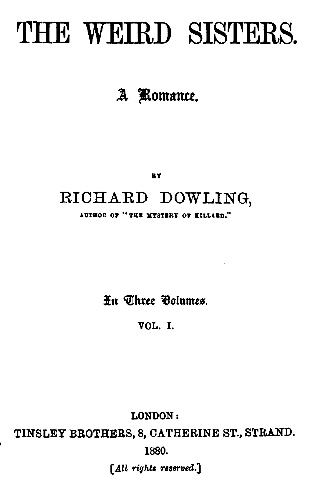 THE WEIRD SISTERS.
A Romance.
BY
RICHARD DOWLING,
AUTHOR OF "THE MYSTERY OF KILLARD."
In Three Volumes.
VOL. I.
LONDON:
TINSLEY BROTHERS, 8, CATHERINE ST., STRAND.
1880.
[All rights reserved.]